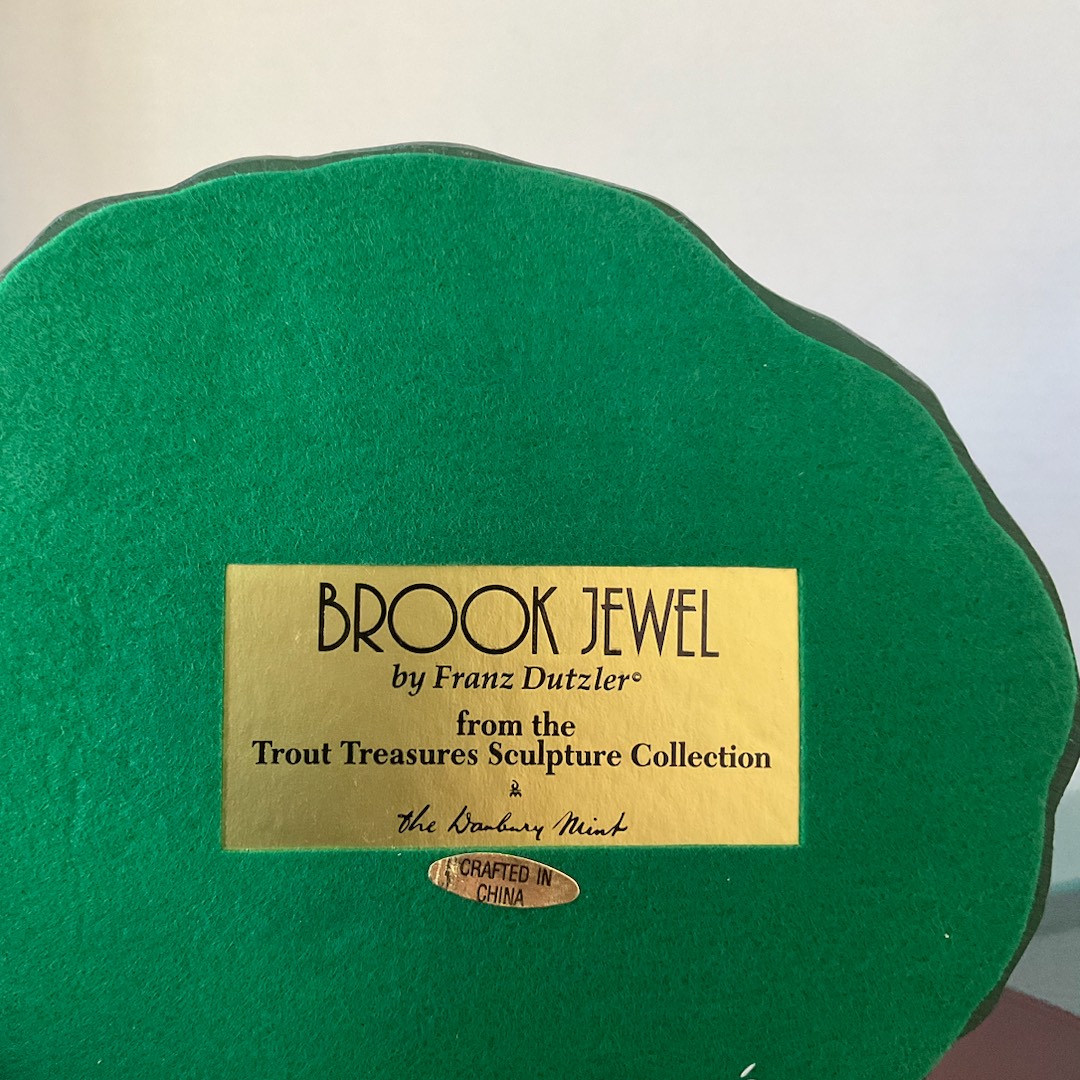 BROOK JEWEL
by Franz Dutzler©
from the
Trout Treasures Sculpture Collection
The Danbury Mint
CRAFTED IN
CHINA